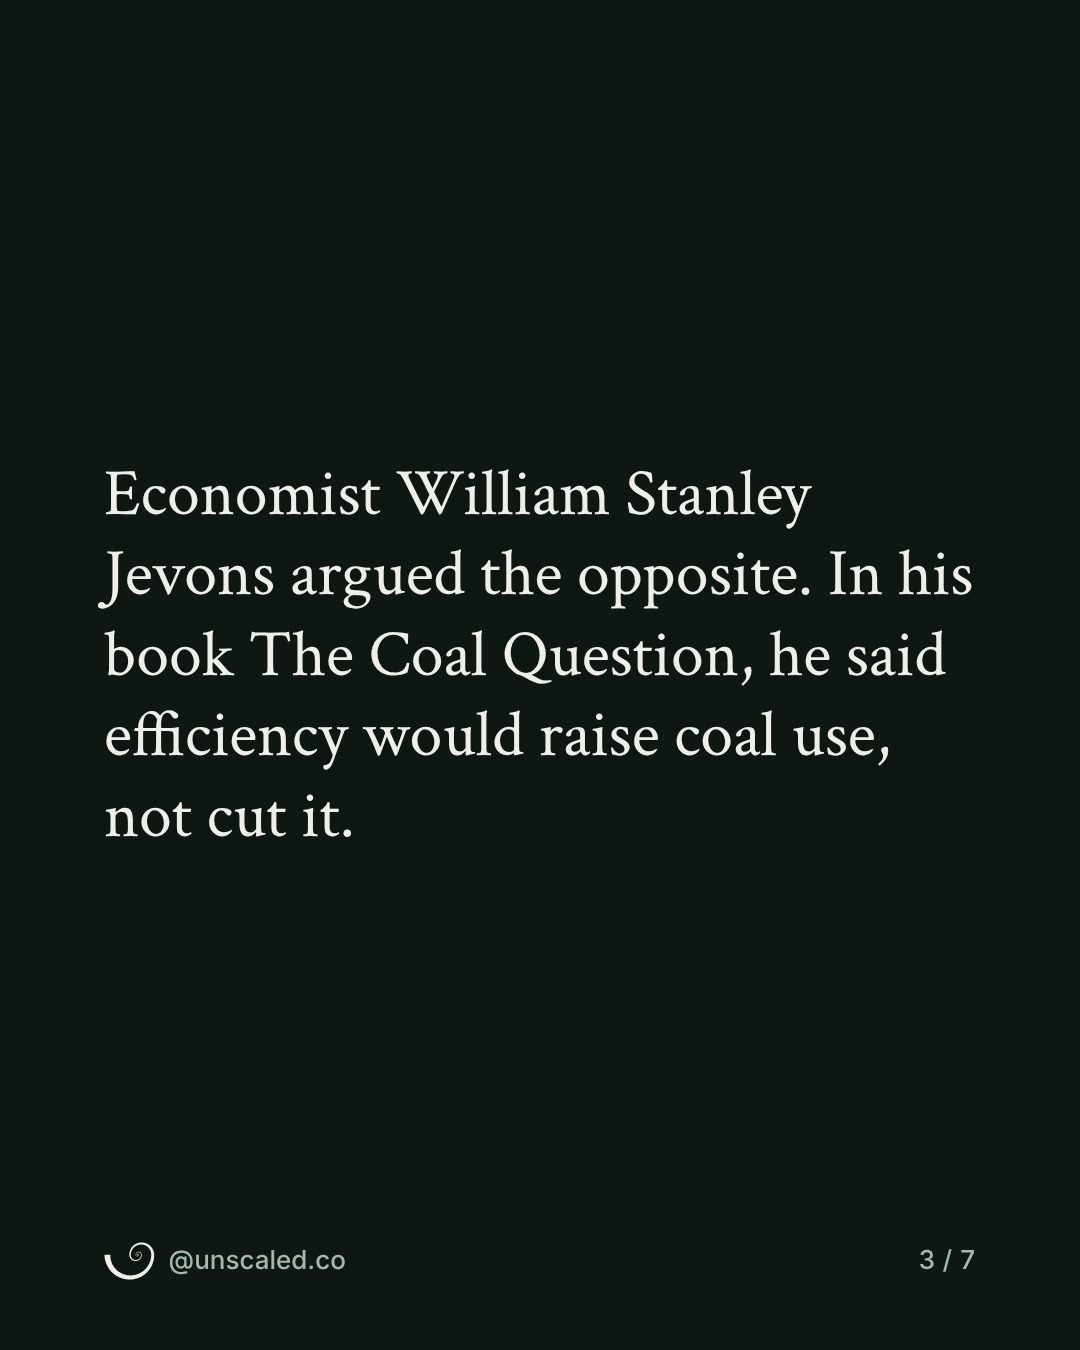 Economist William Stanley
Jevons argued the opposite. In his
book The Coal Question, he said
efficiency would raise coal use,
not cut it.
@unscaled.co
3 / 7